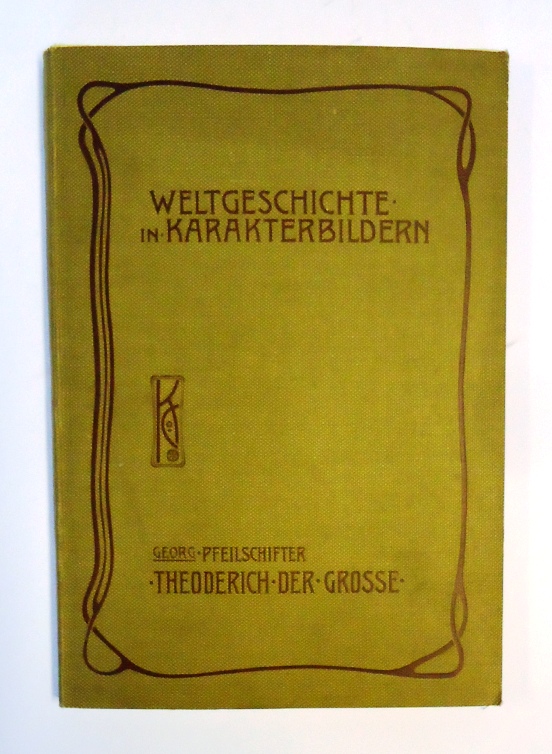 WELTGESCHICHTE·
IN·KARAKTERBILDERN
GEORG·PFEILSCHIFTER
·THEODERICH·DER·GROSSE·